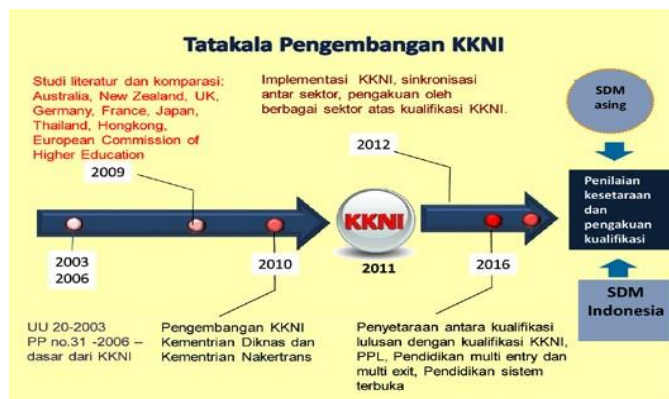 Tatakala Pengembangan KKNI
Studi literatur dan komparasi:
Australia, New Zealand, UK,
Germany, France, Japan,
Thailand, Hongkong,
European Commission of
Higher Education
Implementasi KKNI, sinkronisasi
antar sektor, pengakuan oleh
berbagai sektor atas kualifikasi KKNI.
SDM
asing
2009
2012
KKNI
Penilaian
kesetaraan
dan
pengakuan
kualifikasi
2003
2006
2010
2011
2016
SDM
Indonesia
UU 20-2003
PP no.31 -2006 –
dasar dari KKNI
Pengembangan KKNI
Kementrian Diknas dan
Kementrian Nakertrans
Penyetaraan antara kualifikasi
lulusan dengan kualifikasi KKNI,
PPL, Pendidikan multi entry dan
multi exit, Pendidikan sistem
terbuka